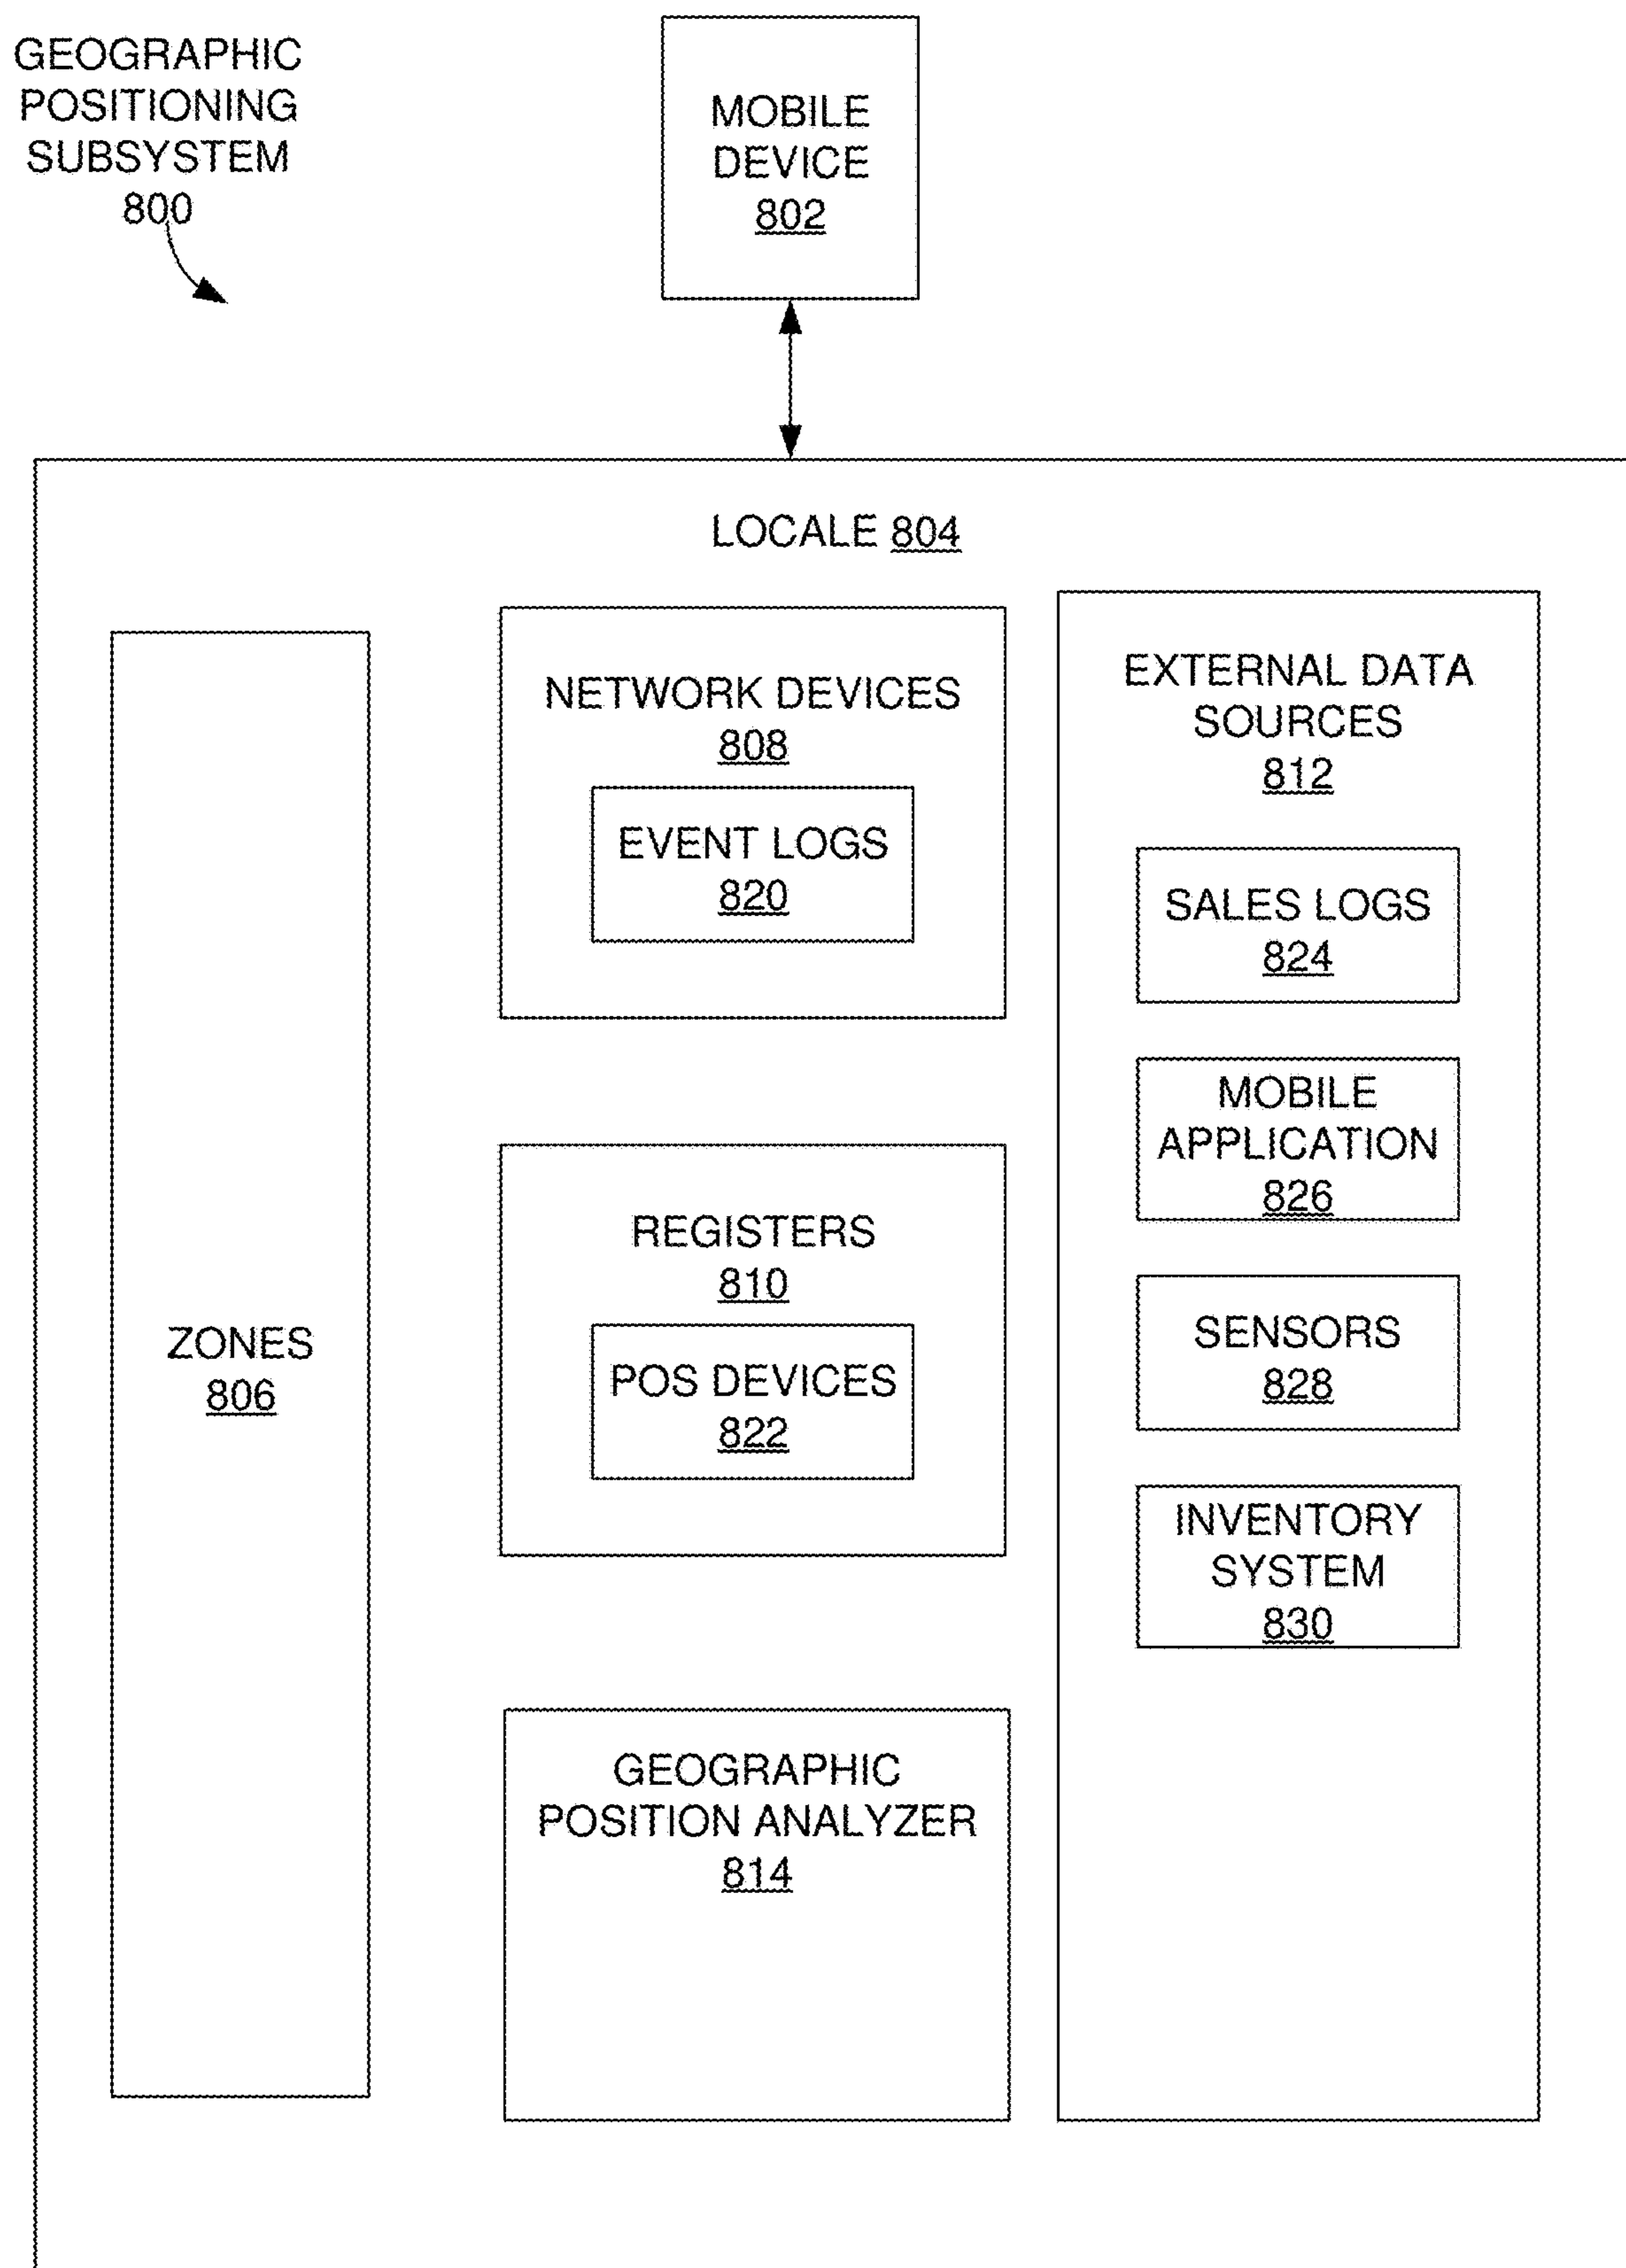 GEOGRAPHIC
POSITIONING
SUBSYSTEM
800
MOBILE
DEVICE
802
LOCALE 804
ZONES
806
NETWORK DEVICES
808
EVENT LOGS
820
REGISTERS
810
POS DEVICES
822
GEOGRAPHIC
POSITION ANALYZER
814
EXTERNAL DATA
SOURCES
812
SALES LOGS
824
MOBILE
APPLICATION
826
SENSORS
828
INVENTORY
SYSTEM
830